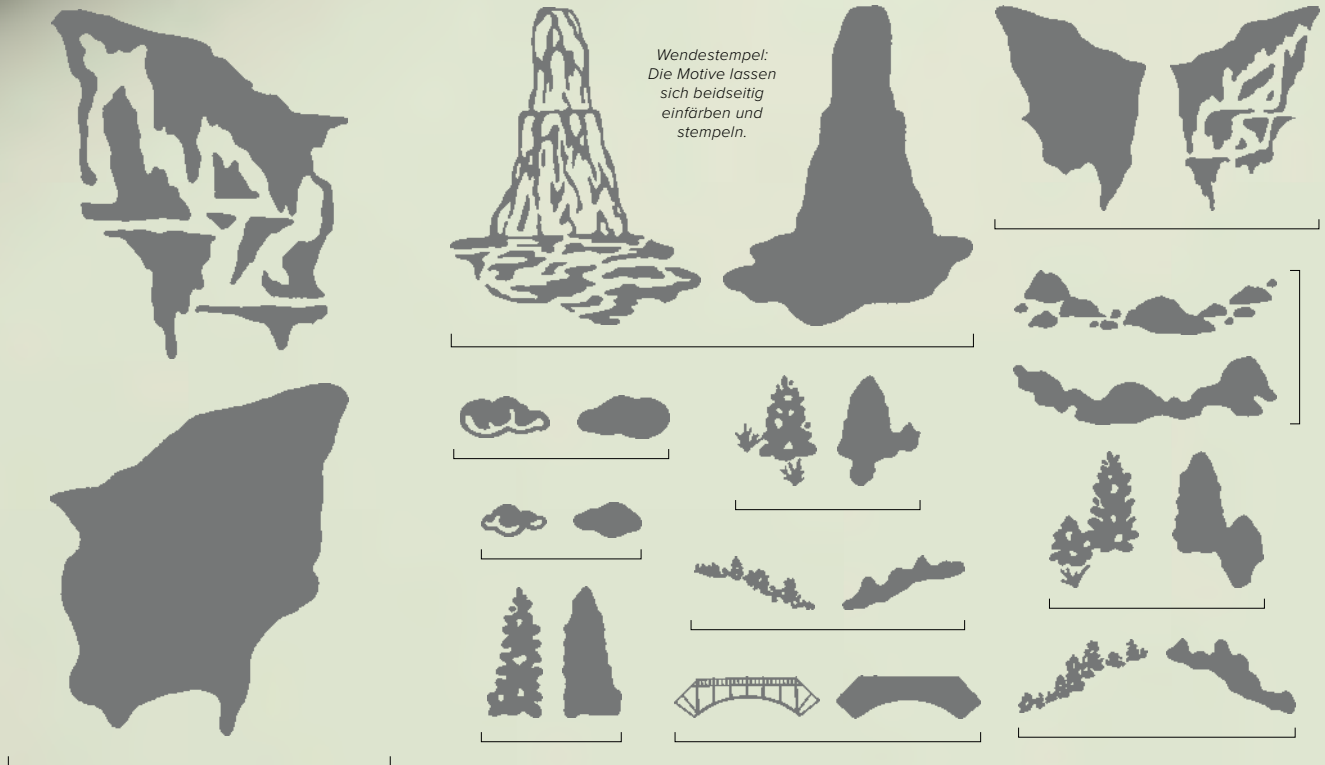 Wendestempel:
Die Motive lassen
sich beidseitig
einfärben und
stempeln.